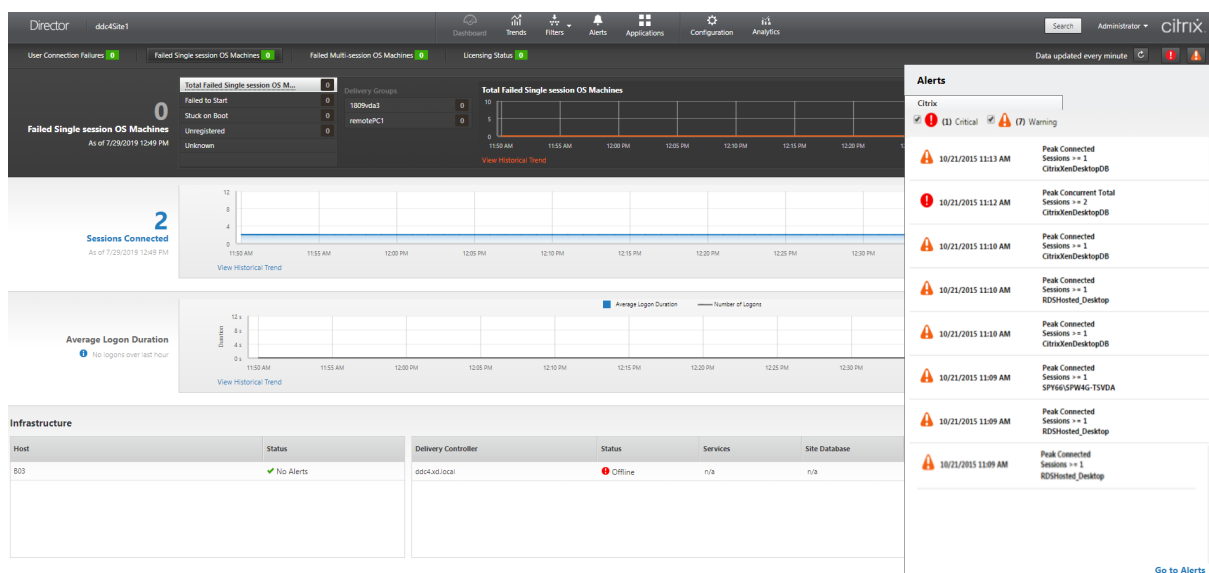 Director ddc4Site1
Dashboard Trends Filters Alerts Applications Configuration Analytics
Search Administrator citrix
User Connection Failures 0 Failed Single session OS Machines 0 Failed Multi-session OS Machines 0 Licensing Status 0
Data updated every minute
0
Failed Single session OS Machines
As of 7/29/2019 12:49 PM
Total Failed Single session OS M... 0
Failed to Start 0
Stuck on Boot 0
Unregistered 0
Unknown
Delivery Groups
1809vda3 0
remotePC1 0
Total Failed Single session OS Machines
10
5
0
11:50 AM 11:55 AM 12:00 PM 12:05 PM 12:10 PM 12:15 PM 12:20 PM
View Historical Trend
2
Sessions Connected
As of 7/29/2019 12:49 PM
12
8
4
0
11:50 AM 11:55 AM 12:00 PM 12:05 PM 12:10 PM 12:15 PM 12:20 PM 12:25 PM 12:30 PM
View Historical Trend
Average Logon Duration
No logons over last hour
Average Logon Duration Number of Logons
Duration
12 s
8 s
4 s
0 s
11:50 AM 11:55 AM 12:00 PM 12:05 PM 12:10 PM 12:15 PM 12:20 PM 12:25 PM 12:30 PM
View Historical Trend
Infrastructure
Host Status
B03 No Alerts
Delivery Controller Status Services Site Database
ddc4.xd.local Offline n/a n/a
Alerts
Citrix
(1) Critical (7) Warning
10/21/2015 11:13 AM
Peak Connected
Sessions >= 1
CitrixXenDesktopDB
10/21/2015 11:12 AM
Peak Concurrent Total
Sessions >= 2
CitrixXenDesktopDB
10/21/2015 11:10 AM
Peak Connected
Sessions >= 1
CitrixXenDesktopDB
10/21/2015 11:10 AM
Peak Connected
Sessions >= 1
RDSHosted_Desktop
10/21/2015 11:10 AM
Peak Connected
Sessions >= 1
CitrixXenDesktopDB
10/21/2015 11:09 AM
Peak Connected
Sessions >= 1
SPY66\SPW4G-TSVDA
10/21/2015 11:09 AM
Peak Connected
Sessions >= 1
RDSHosted_Desktop
10/21/2015 11:09 AM
Peak Connected
Sessions >= 1
RDSHosted_Desktop
Go to Alerts